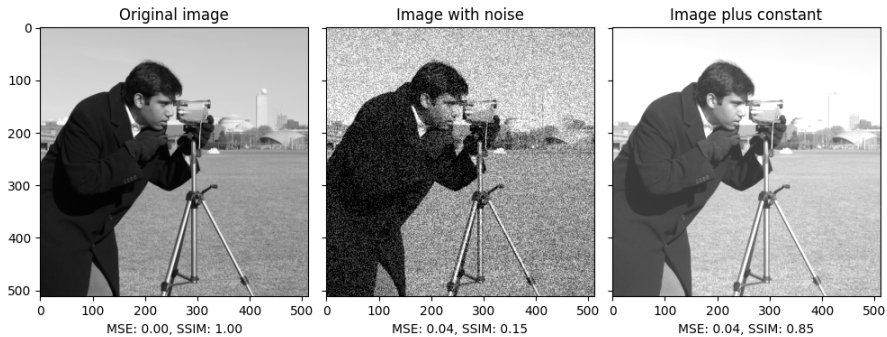 Original image
Image with noise
Image plus constant
0
100
200
300
400
500
0 100 200 300 400 500
0 100 200 300 400 500
0 100 200 300 400 500
MSE: 0.00, SSIM: 1.00
MSE: 0.04, SSIM: 0.15
MSE: 0.04, SSIM: 0.85